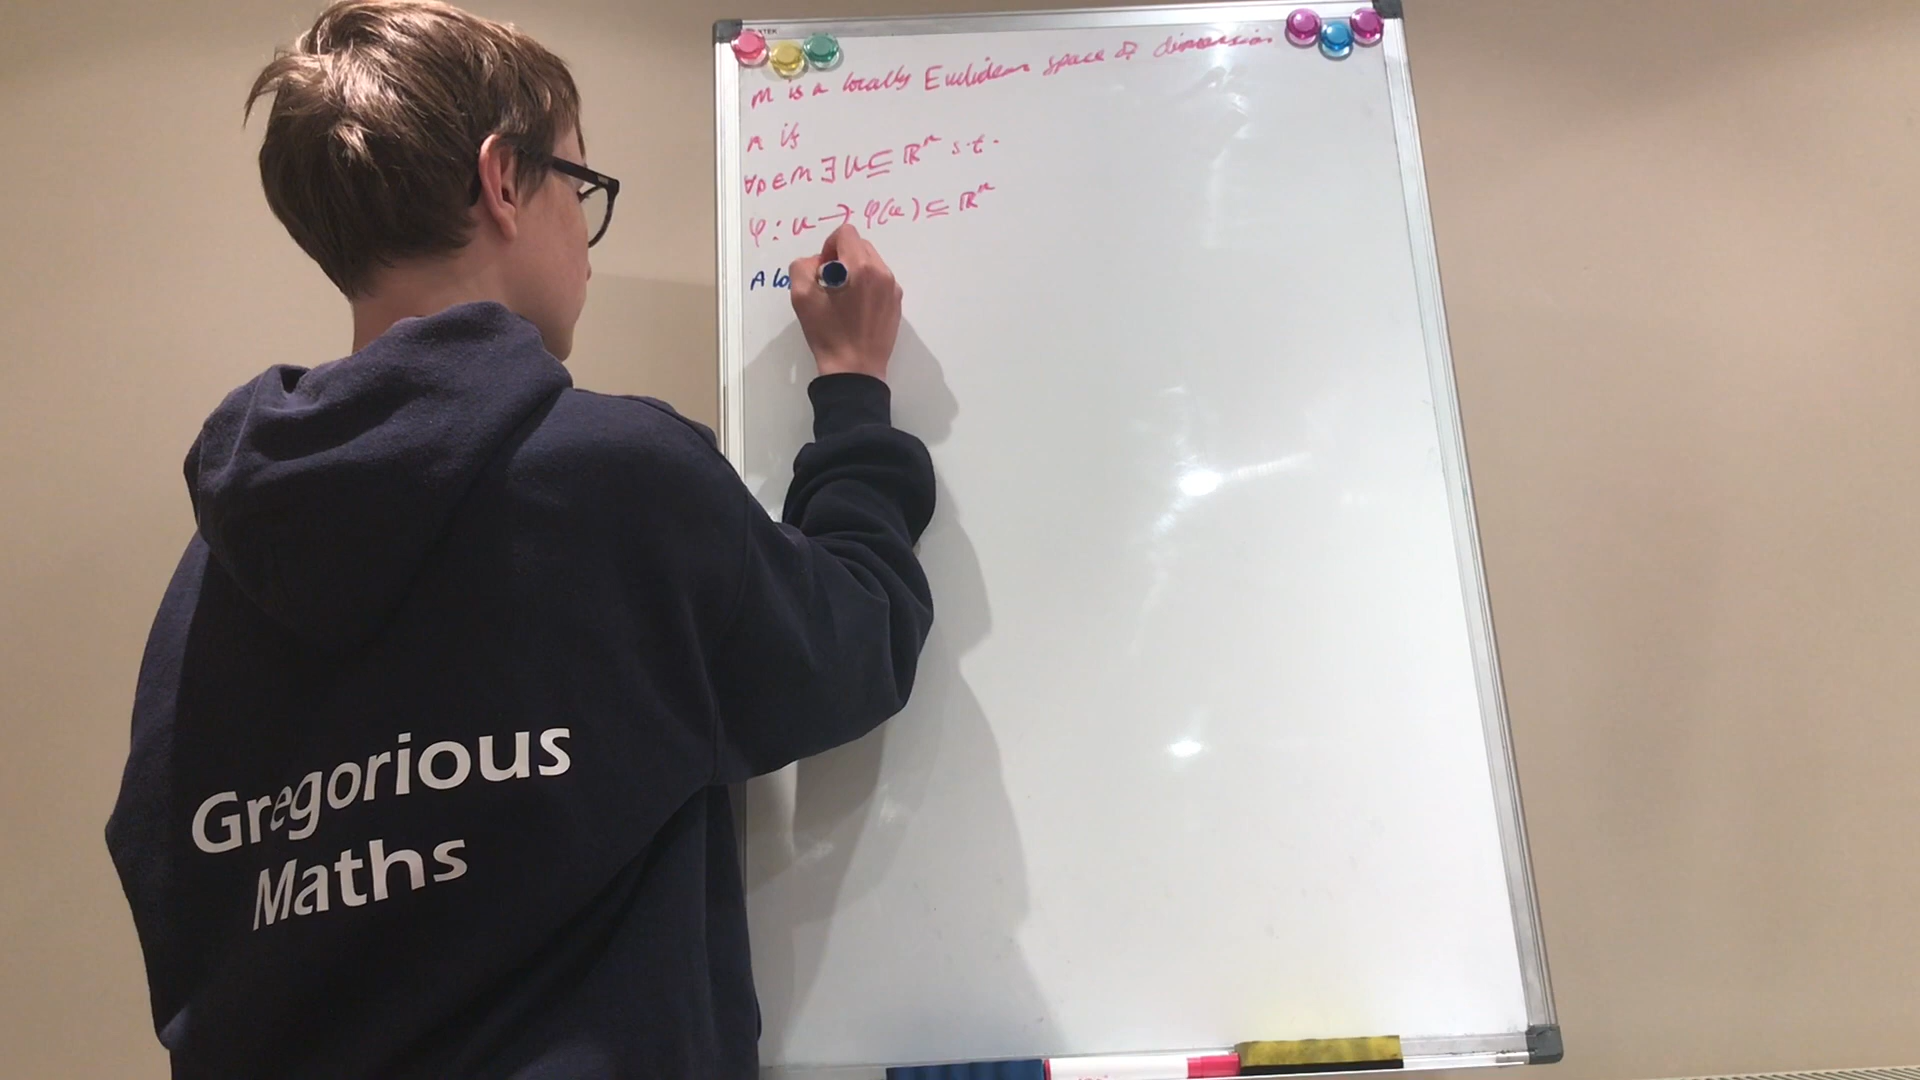 M is a locally Euclidean space of dimension
n if
∀p∈M ∃U⊆ℝⁿ s.t.
φ: U→φ(U)⊆ℝⁿ
A lo
Gregorious
Maths